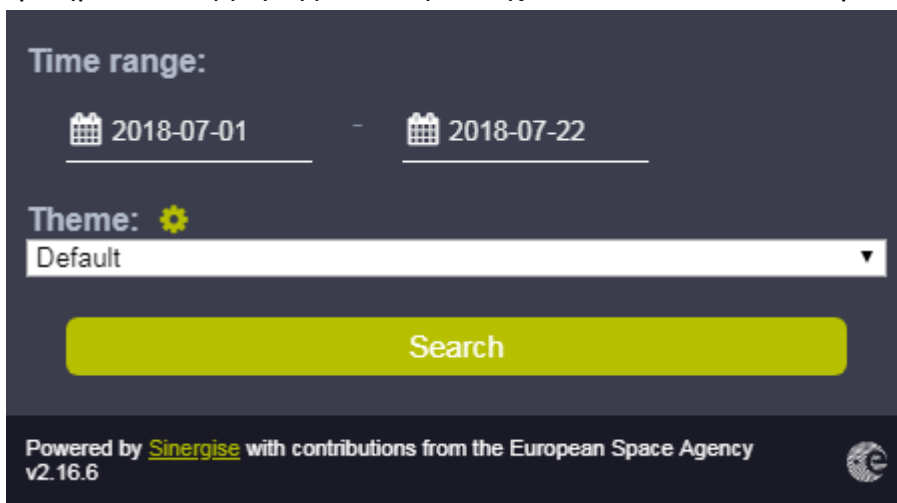 Time range:
2018-07-01 - 2018-07-22
Theme:
Default
Search
Powered by Sinergise with contributions from the European Space Agency
v2.16.6